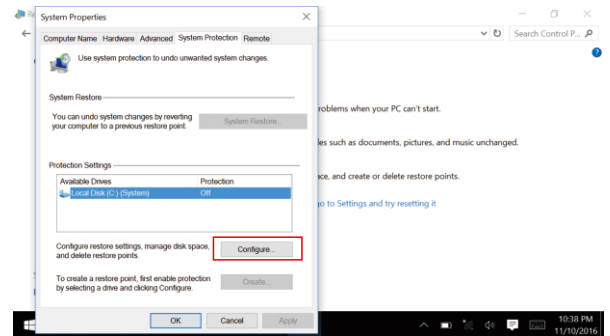 Re
System Properties
Search Control P...
Computer Name Hardware Advanced System Protection Remote
Use system protection to undo unwanted system changes.
System Restore
You can undo system changes by reverting
your computer to a previous restore point.
System Restore...
roblems when your PC can't start.
les such as documents, pictures, and music unchanged.
Protection Settings
Available Drives Protection
Local Disk (C:) (System) Off
ace, and create or delete restore points.
go to Settings and try resetting it
Configure restore settings, manage disk space,
and delete restore points.
Configure...
To create a restore point, first enable protection
by selecting a drive and clicking Configure.
Create...
OK Cancel Apply
10:38 PM
11/10/2016